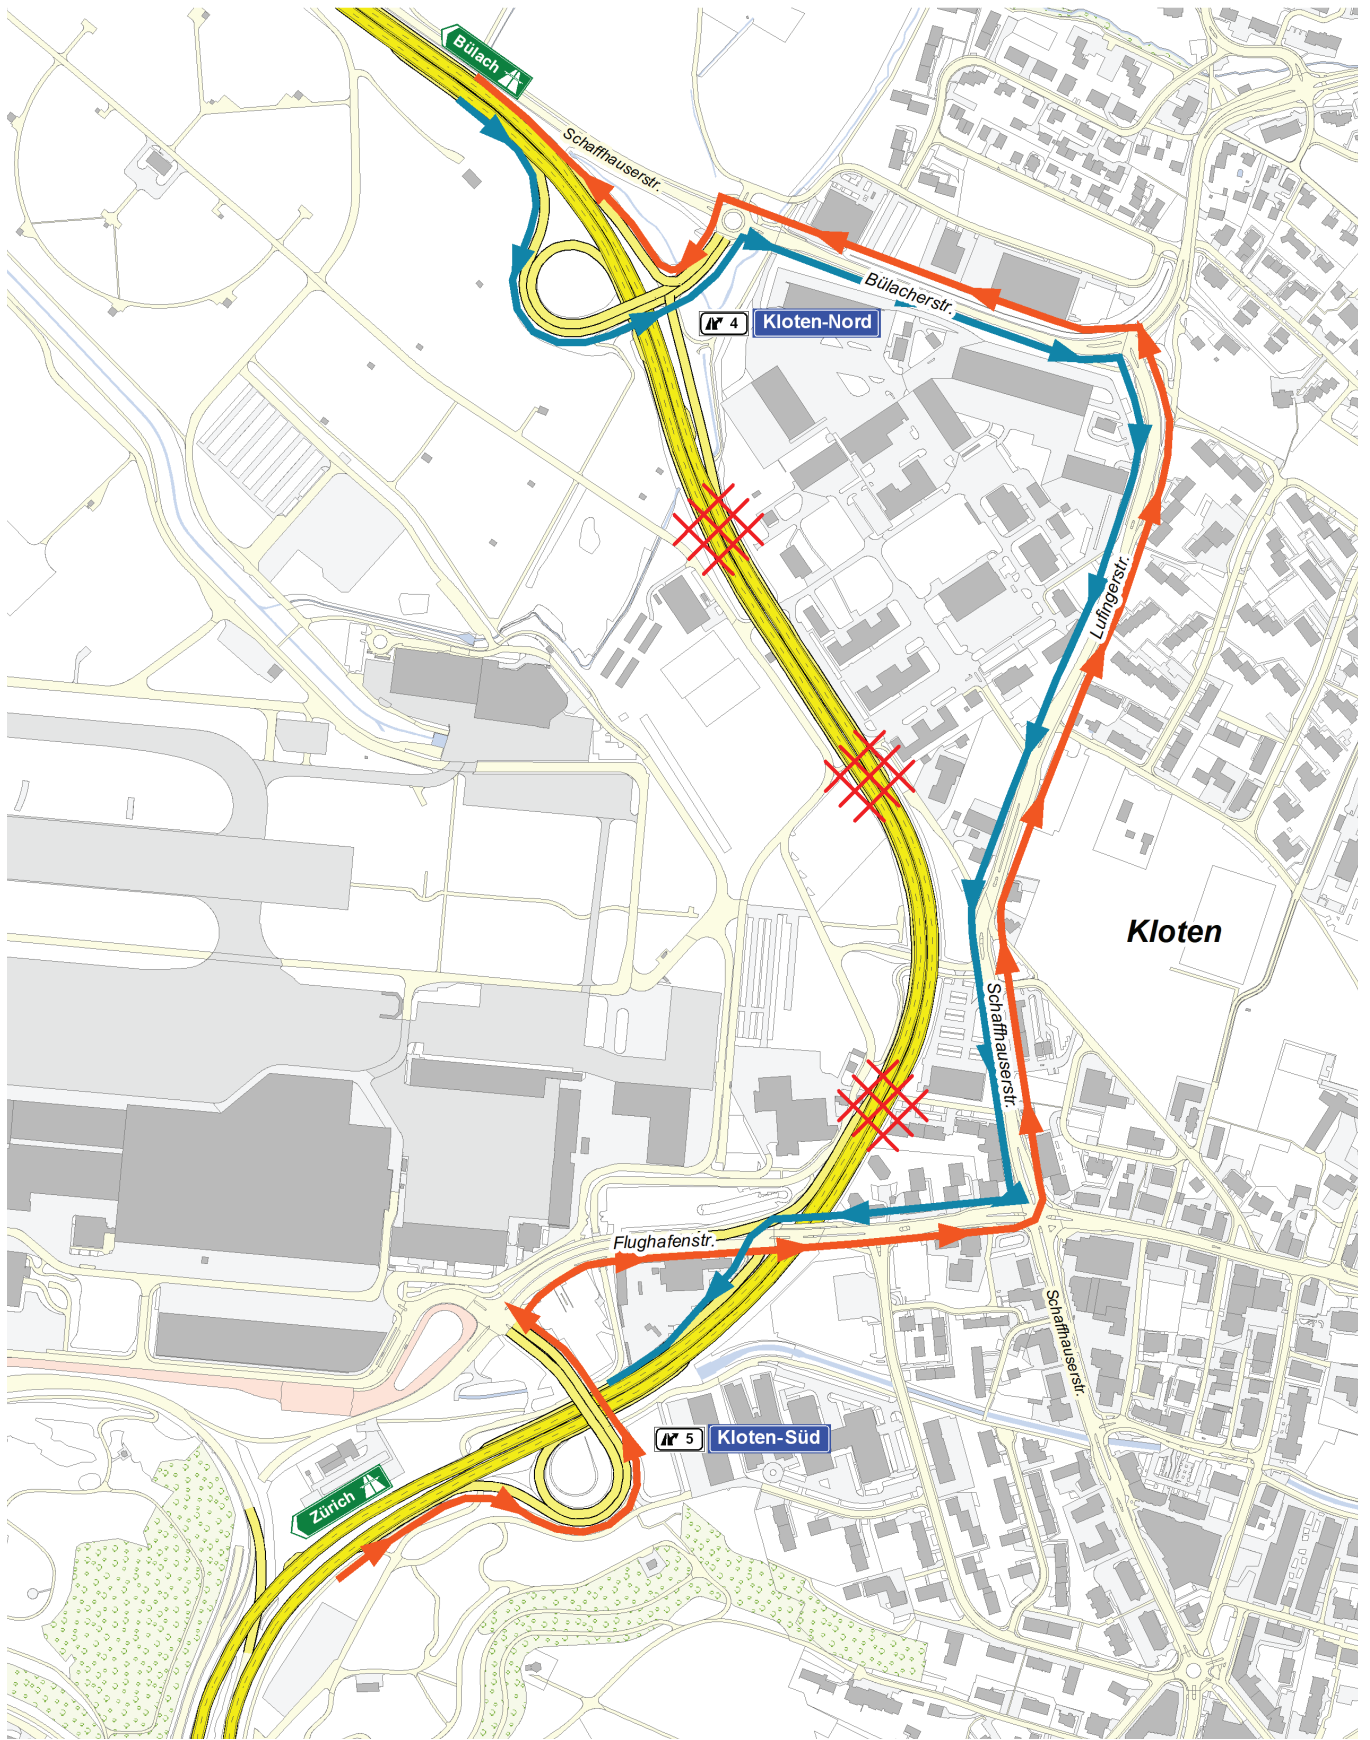 Bülach
Schaffhauserstr.
Bülacherstr.
4
Kloten-Nord
Lufingerstr.
Kloten
Schaffhauserstr.
Flughafenstr.
Schaffhauserstr.
5
Kloten-Süd
Zürich